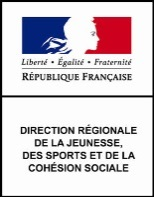 Liberté • Égalité • Fraternité
RÉPUBLIQUE FRANÇAISE
DIRECTION RÉGIONALE
DE LA JEUNESSE,
DES SPORTS ET DE LA
COHÉSION SOCIALE